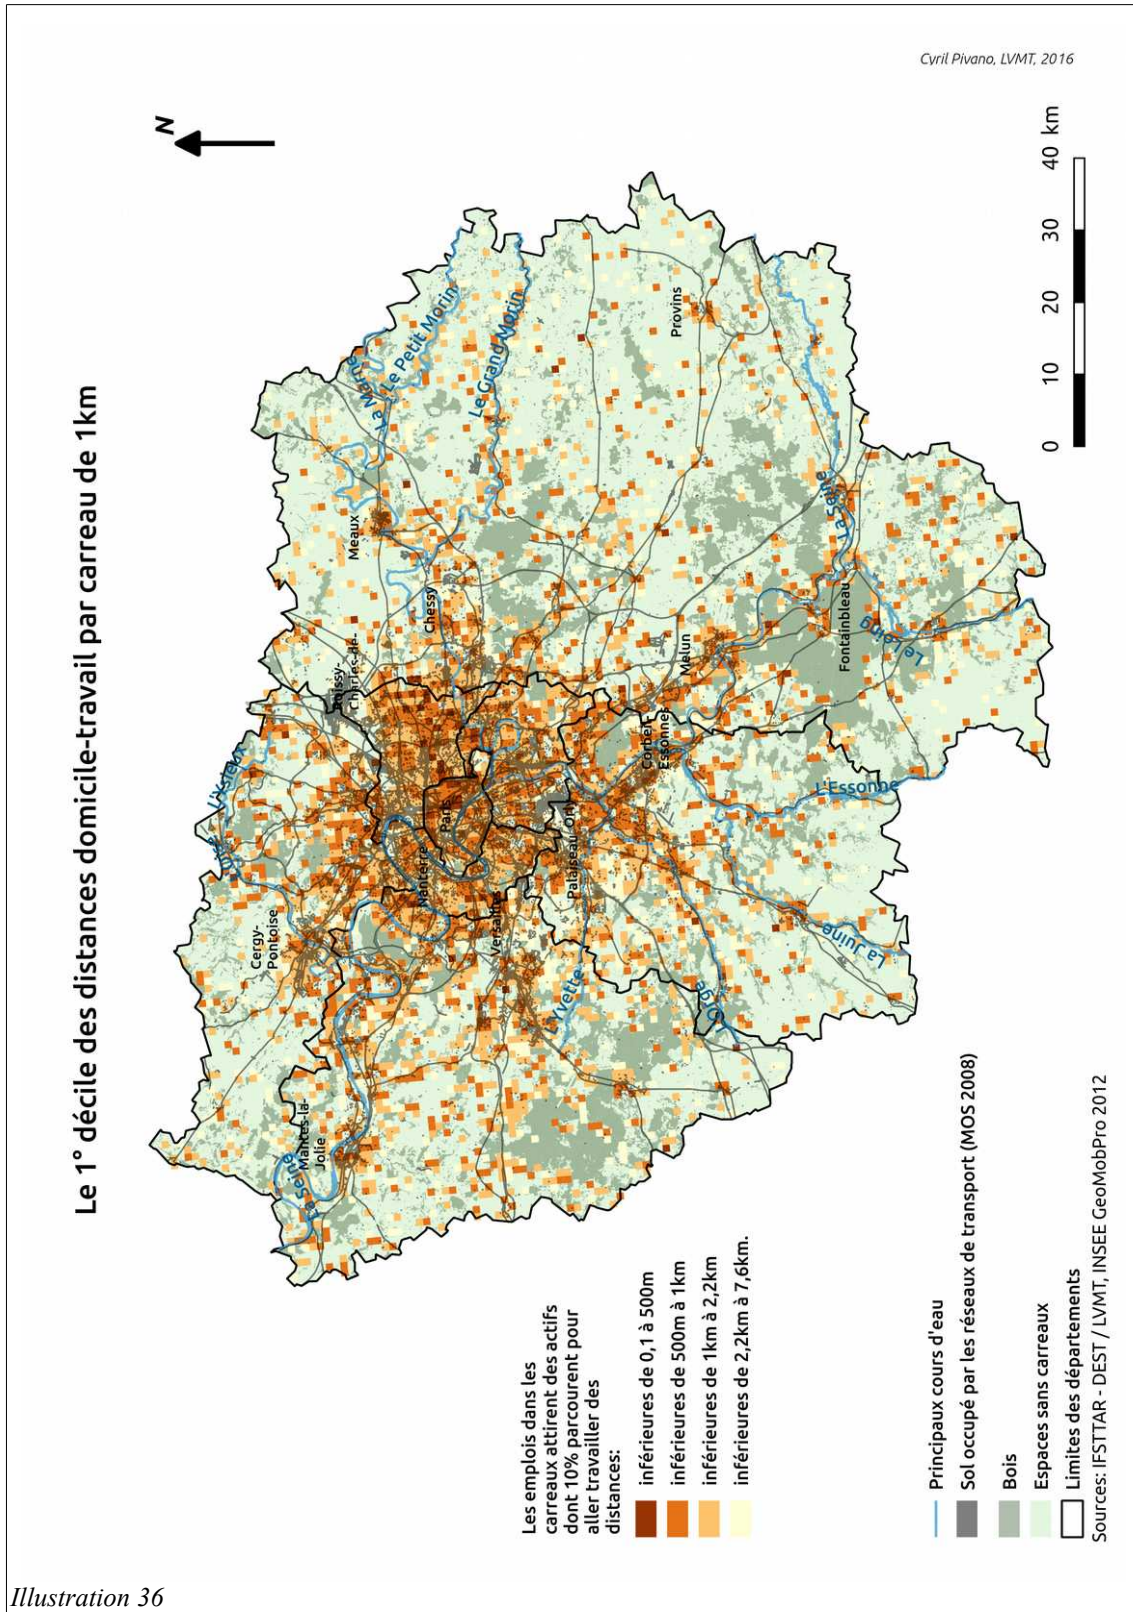 Le 1° décile des distances domicile-travail par carreau de 1km
N
Cyril Pivano, LVMT, 2016
La Seine
Mantes-la-
Jolie
Cergy-
Pontoise
L'Oise
L'Ysieux
Roissy-
Charles-de-
Meaux
La Marne
Le Petit Morin
Le Grand Morin
Chessy
Nanterre
Paris
Versailles
Palaiseau
Orly
L'Yvette
L'Orge
Corbeil-
Essonnes
Melun
Provins
La Seine
Fontainbleau
Le Loing
L'Essonne
La Juine
Les emplois dans les
carreaux attirent des actifs
dont 10% parcourent pour
aller travailler des
distances:
inférieures de 0,1 à 500m
inférieures de 500m à 1km
inférieures de 1km à 2,2km
inférieures de 2,2km à 7,6km.
Principaux cours d'eau
Sol occupé par les réseaux de transport (MOS 2008)
Bois
Espaces sans carreaux
Limites des départements
Sources: IFSTTAR - DEST / LVMT, INSEE GeoMobPro 2012
0 10 20 30 40 km
Illustration 36